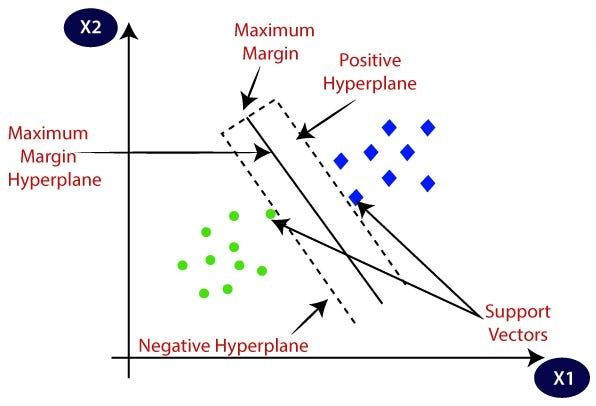 X2
Maximum
Margin
Positive
Hyperplane
Maximum
Margin
Hyperplane
Support
Vectors
Negative Hyperplane
X1